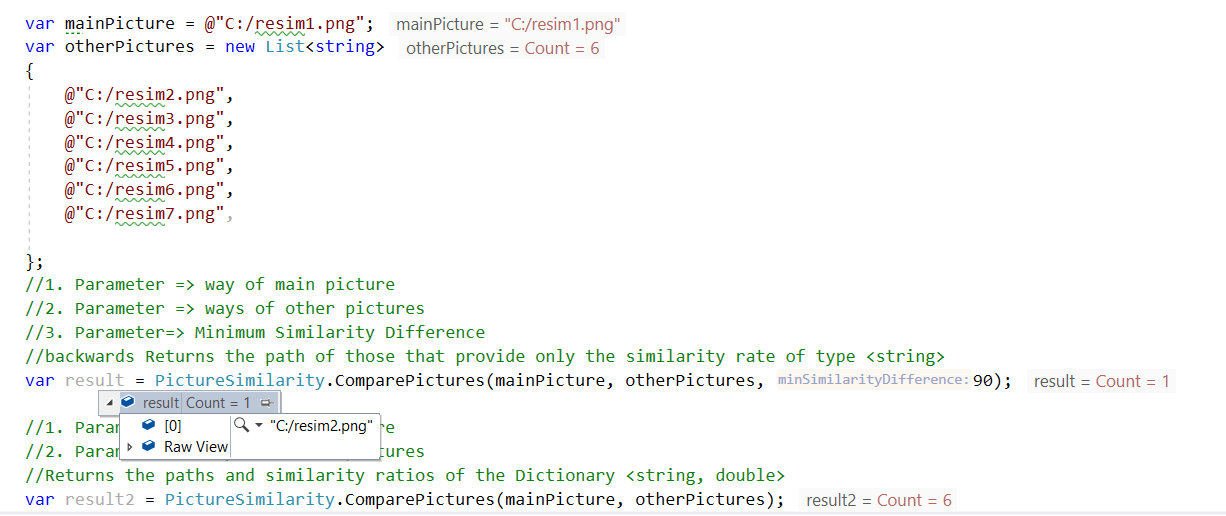 var mainPicture = @"C:/resim1.png"; mainPicture = "C:/resim1.png"
var otherPictures = new List<string> otherPictures = Count = 6
{
@"C:/resim2.png",
@"C:/resim3.png",
@"C:/resim4.png",
@"C:/resim5.png",
@"C:/resim6.png",
@"C:/resim7.png",
};
//1. Parameter => way of main picture
//2. Parameter => ways of other pictures
//3. Parameter=> Minimum Similarity Difference
//backwards Returns the path of those that provide only the similarity rate of type <string>
var result = PictureSimilarity.ComparePictures(mainPicture, otherPictures, minSimilarityDifference: 90); result = Count = 1
result Count = 1
//1. Para re
[0] "C:/resim2.png"
//2. Para tures
Raw View
//Returns the paths and similarity ratios of the Dictionary <string, double>
var result2 = PictureSimilarity.ComparePictures(mainPicture, otherPictures); result2 = Count = 6